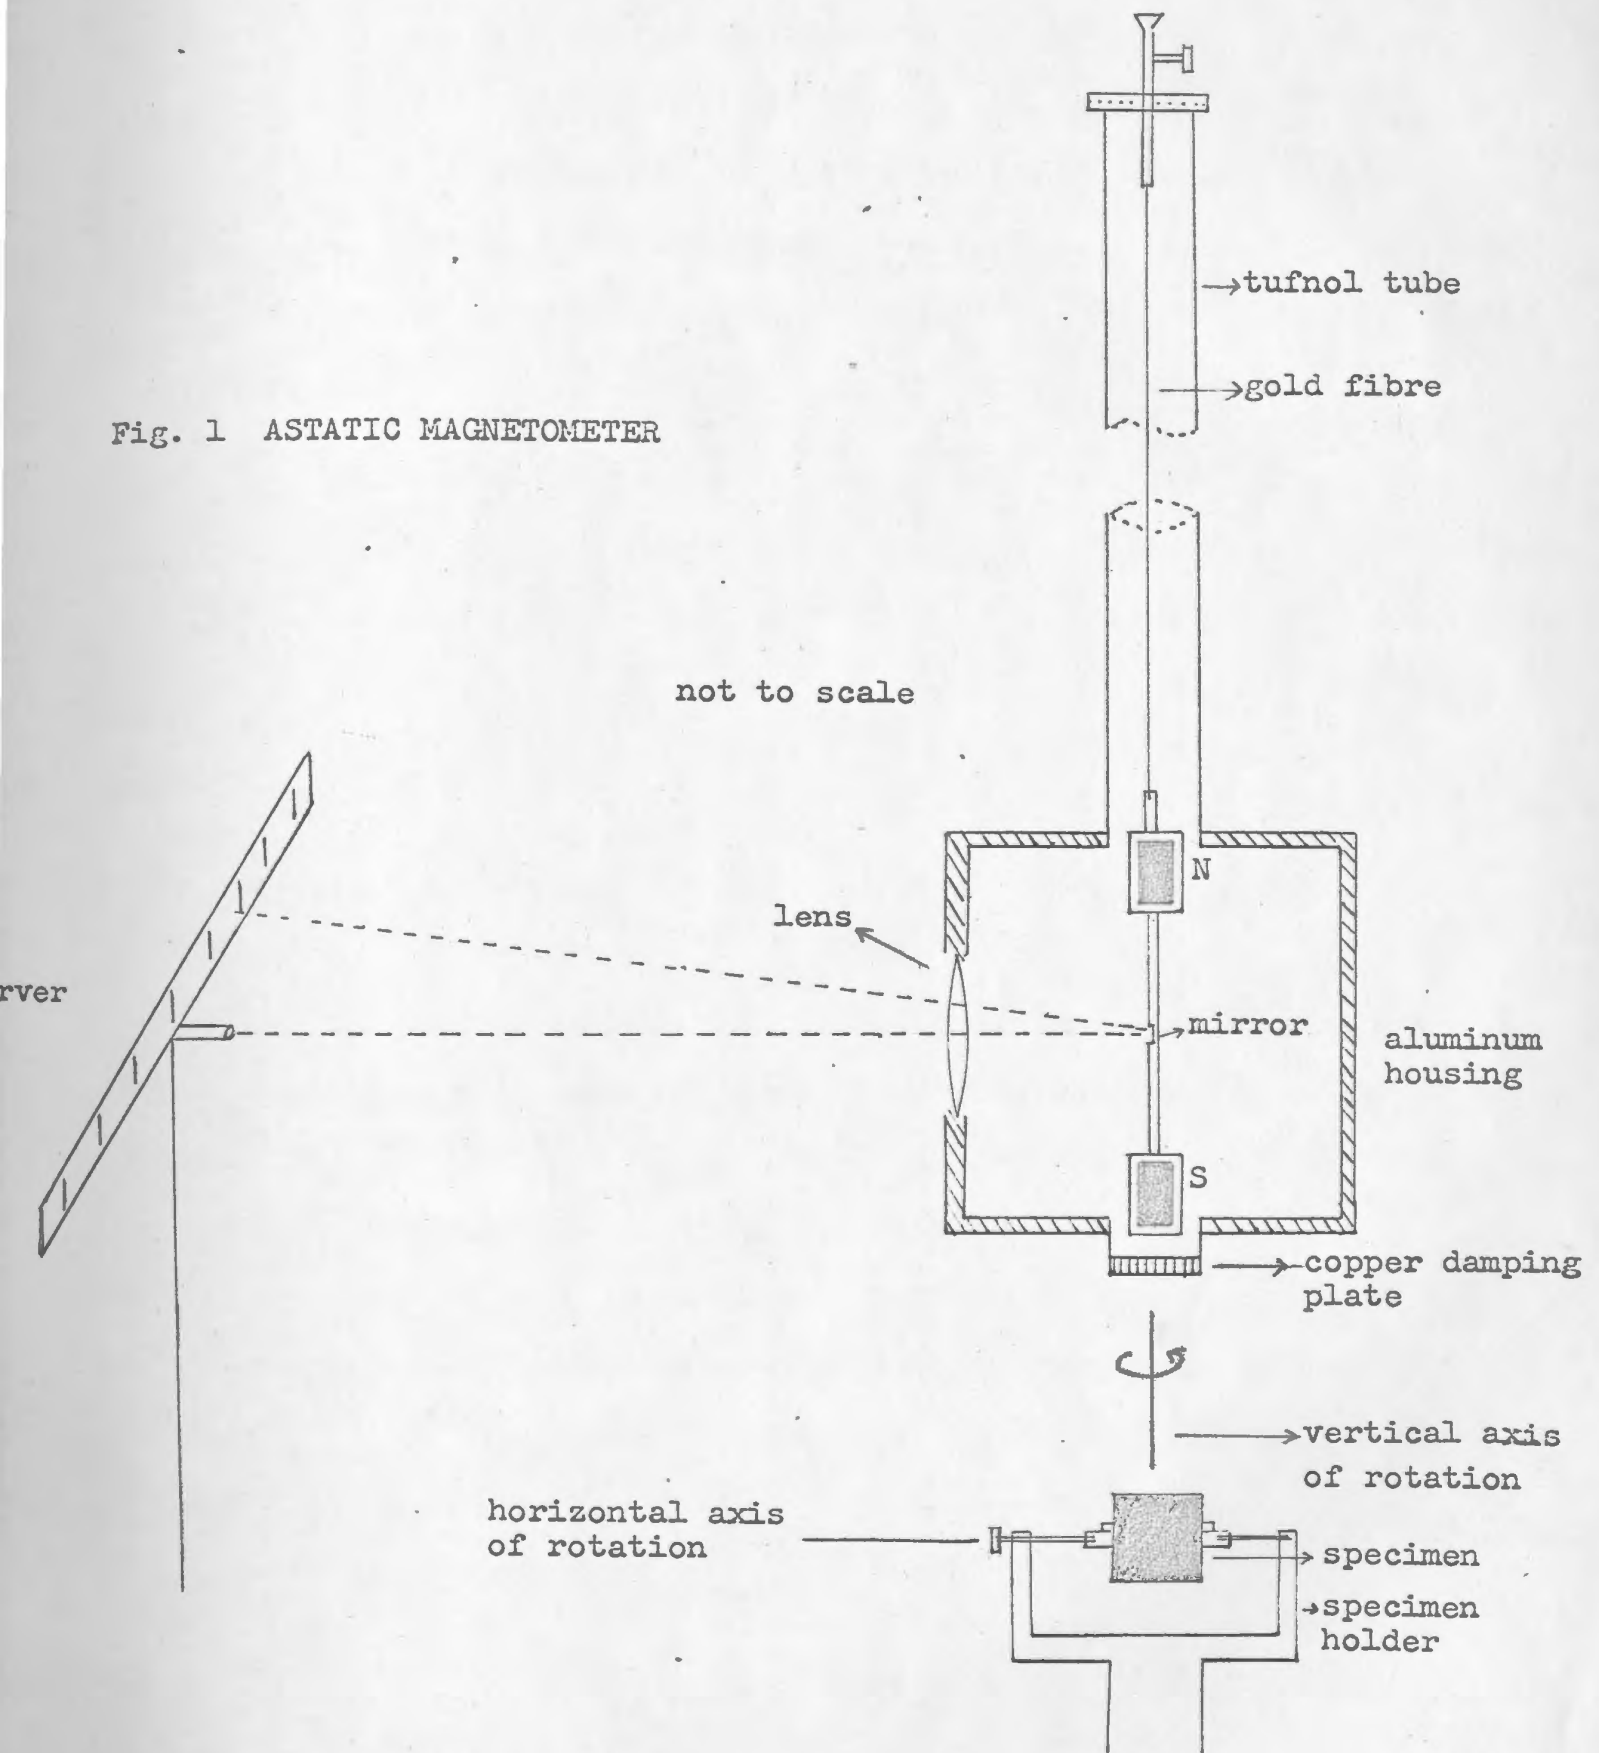 tufnol tube
gold fibre
Fig. 1 ASTATIC MAGNETOMETER
not to scale
N
lens
rver
mirror
aluminum
housing
S
copper damping
plate
vertical axis
of rotation
horizontal axis
of rotation
specimen
specimen
holder